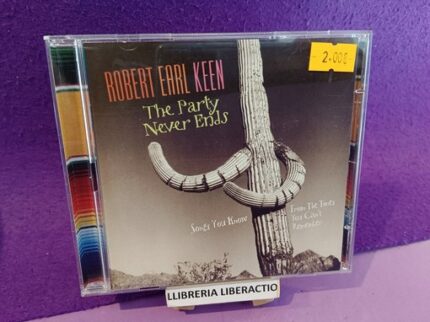 ROBERT EARL KEEN
The Party
Never Ends
2.00€
Songs You Know
From The Times
You Can't
Remember
LLIBRERIA LIBERACTIO